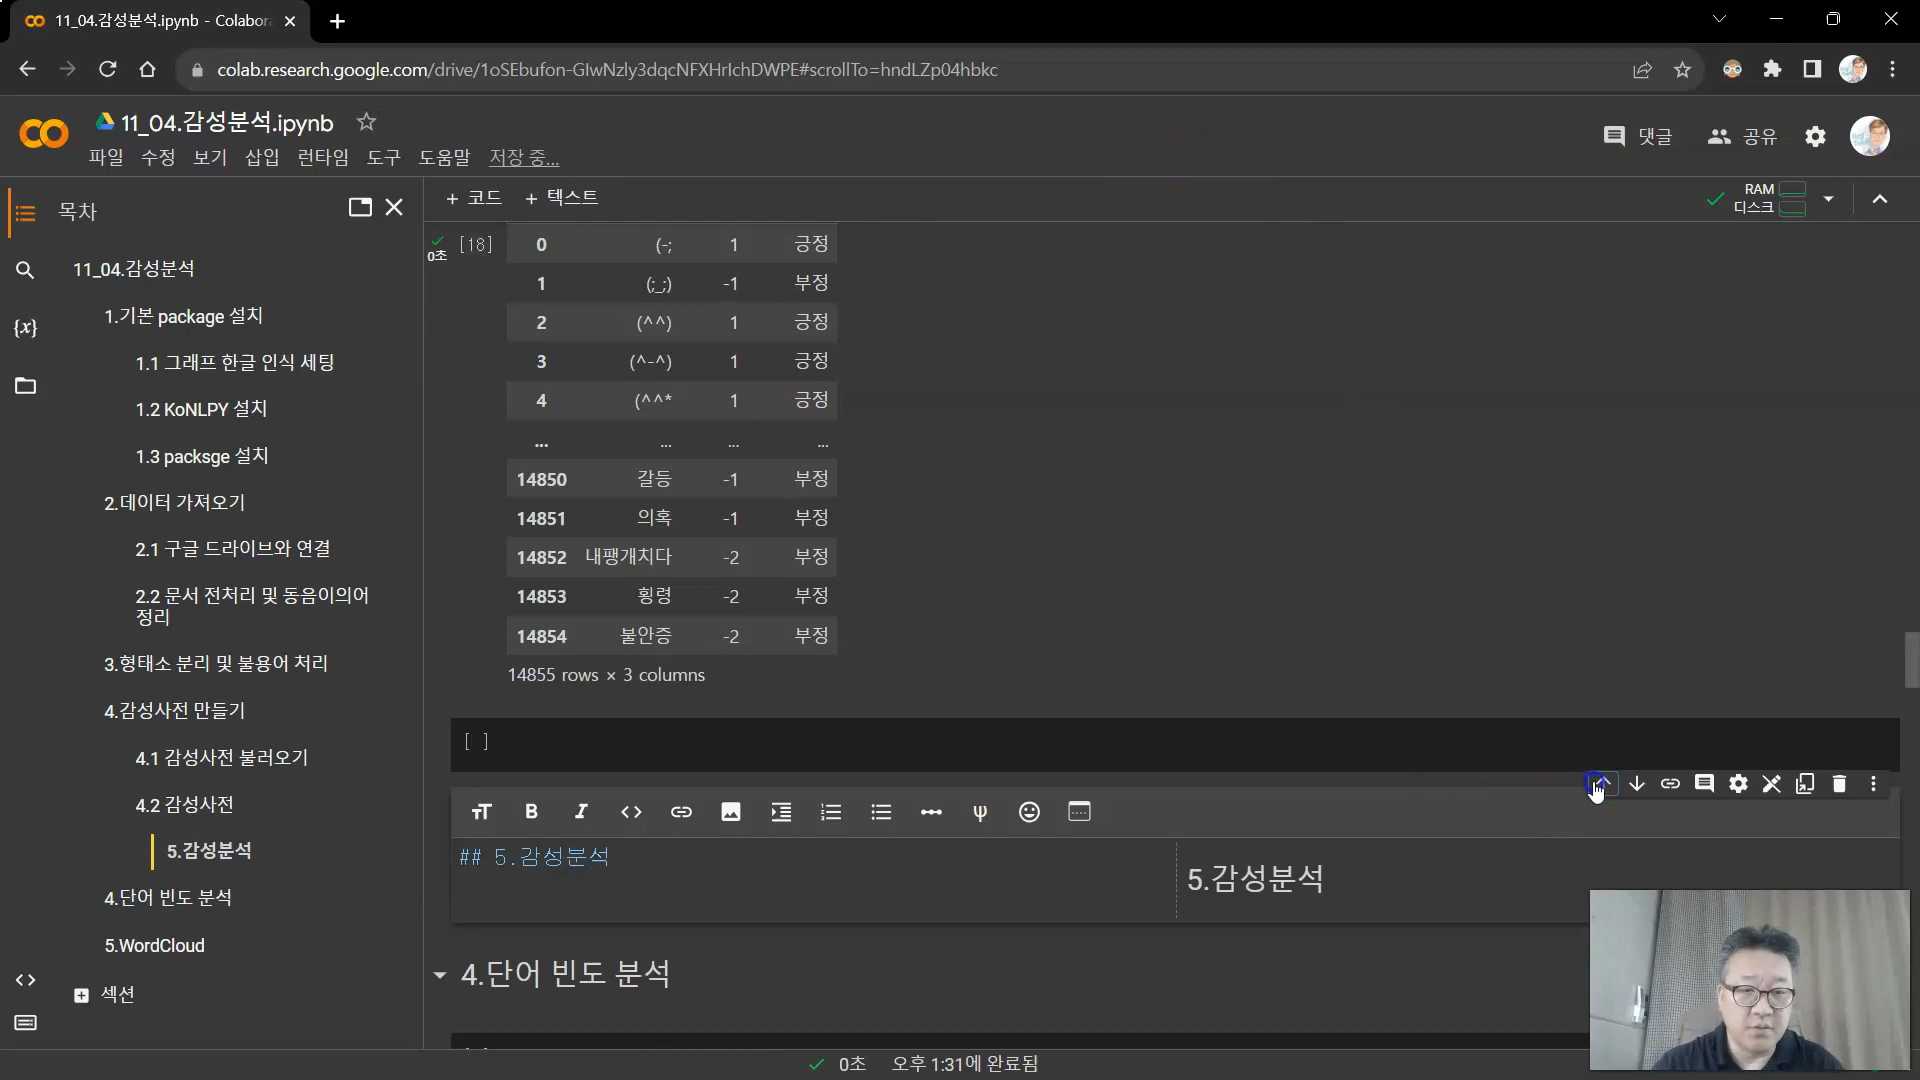 11_04.감성분석.ipynb - Colabora
colab.research.google.com/drive/1oSEbufon-GIwNzly3dqcNFXHrIchDWPE#scrollTo=hndLZp04hbkc
11_04.감성분석.ipynb
댓글
공유
파일 수정 보기 삽입 런타임 도구 도움말 저장 중...
목차
+ 코드 + 텍스트
RAM
디스크
11_04.감성분석
1.기본 package 설치
1.1 그래프 한글 인식 세팅
1.2 KoNLPY 설치
1.3 packsge 설치
2.데이터 가져오기
2.1 구글 드라이브와 연결
2.2 문서 전처리 및 동음이의어
정리
3.형태소 분리 및 불용어 처리
4.감성사전 만들기
4.1 감성사전 불러오기
4.2 감성사전
5.감성분석
4.단어 빈도 분석
5.WordCloud
섹션
0초
[18]
0 (-; 1 긍정
1 (;_;) -1 부정
2 (^^) 1 긍정
3 (^-^) 1 긍정
4 (^^* 1 긍정
... ... ... ...
14850 갈등 -1 부정
14851 의혹 -1 부정
14852 내팽개치다 -2 부정
14853 횡령 -2 부정
14854 불안증 -2 부정
14855 rows × 3 columns
[ ]
## 5.감성분석
5.감성분석
4.단어 빈도 분석
0초 오후 1:31에 완료됨